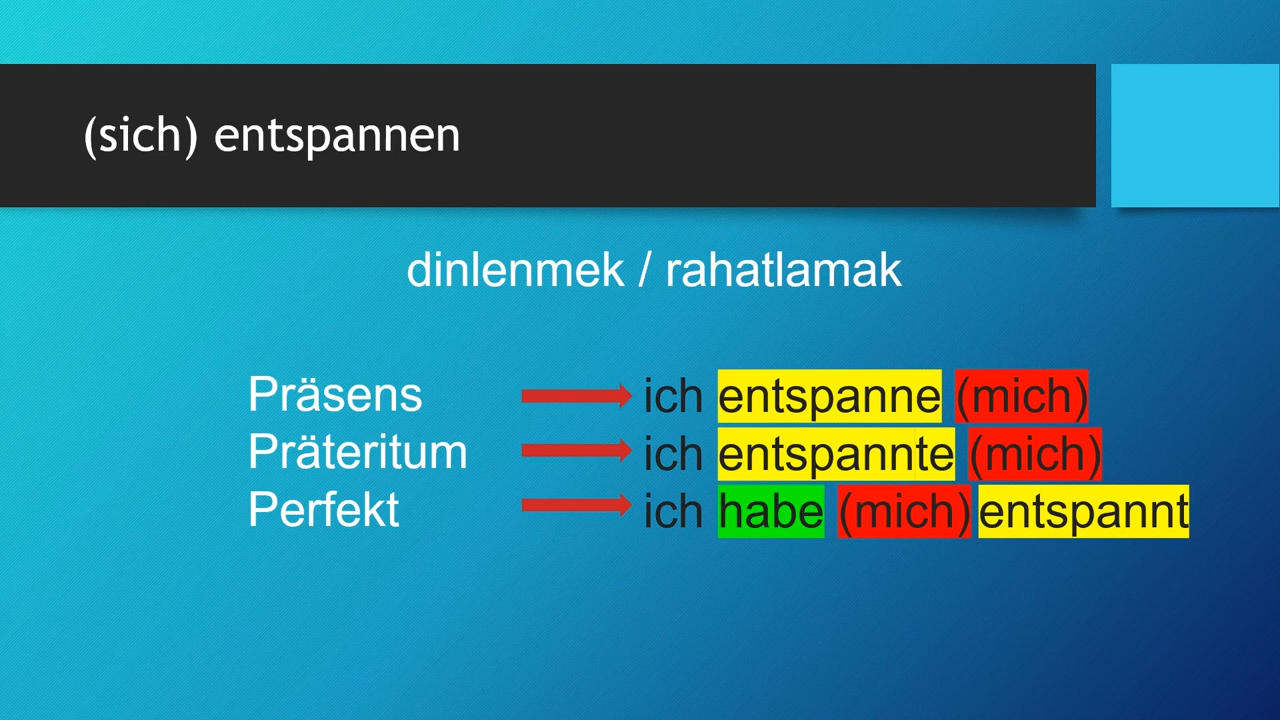 (sich) entspannen
dinlenmek / rahatlamak
Präsens ich entspanne (mich)
Präteritum ich entspannte (mich)
Perfekt ich habe (mich) entspannt